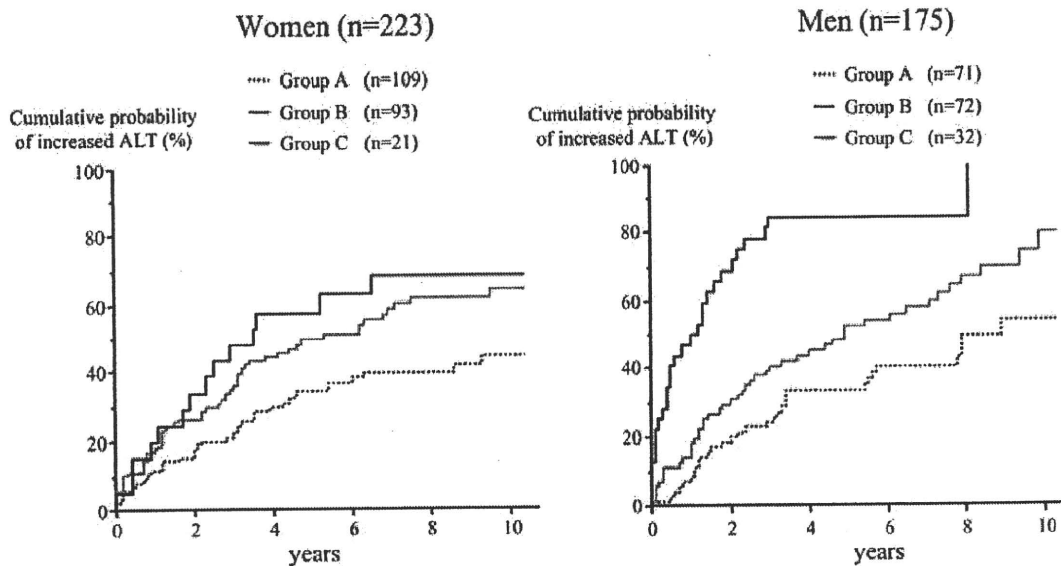 Women (n=223)
Group A (n=109)
Group B (n=93)
Group C (n=21)
Cumulative probability
of increased ALT (%)
100
80
60
40
20
0
0 2 4 6 8 10
years
Men (n=175)
Group A (n=71)
Group B (n=72)
Group C (n=32)
Cumulative probability
of increased ALT (%)
100
80
60
40
20
0
0 2 4 6 8 10
years